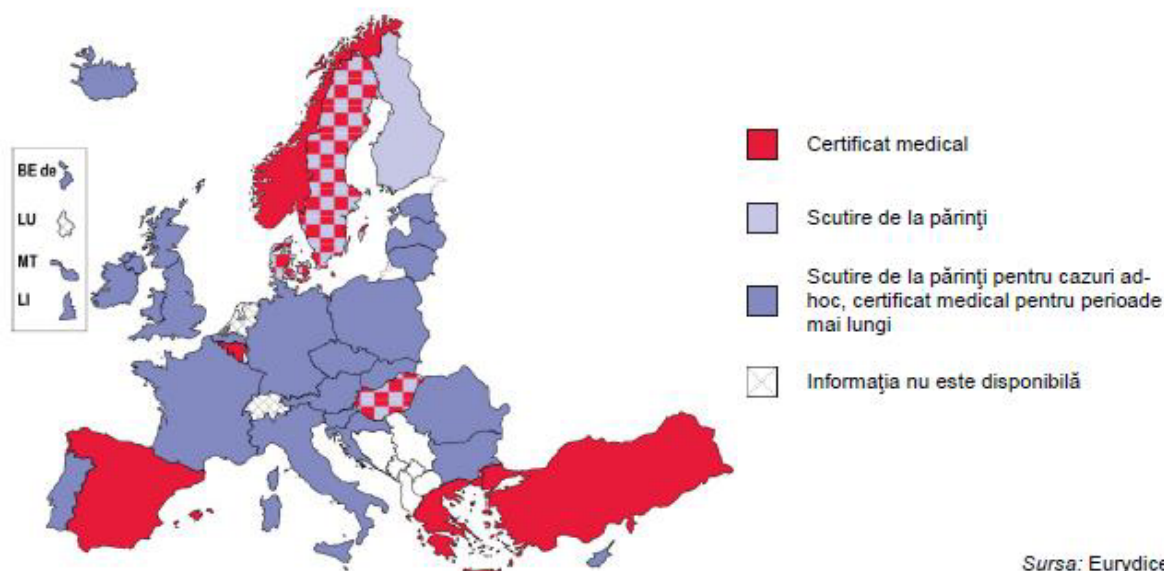 BE de
LU
MT
LI
Certificat medical
Scutire de la părinţi
Scutire de la părinţi pentru cazuri ad-
hoc, certificat medical pentru perioade
mai lungi
Informaţia nu este disponibilă
Sursa: Eurydice